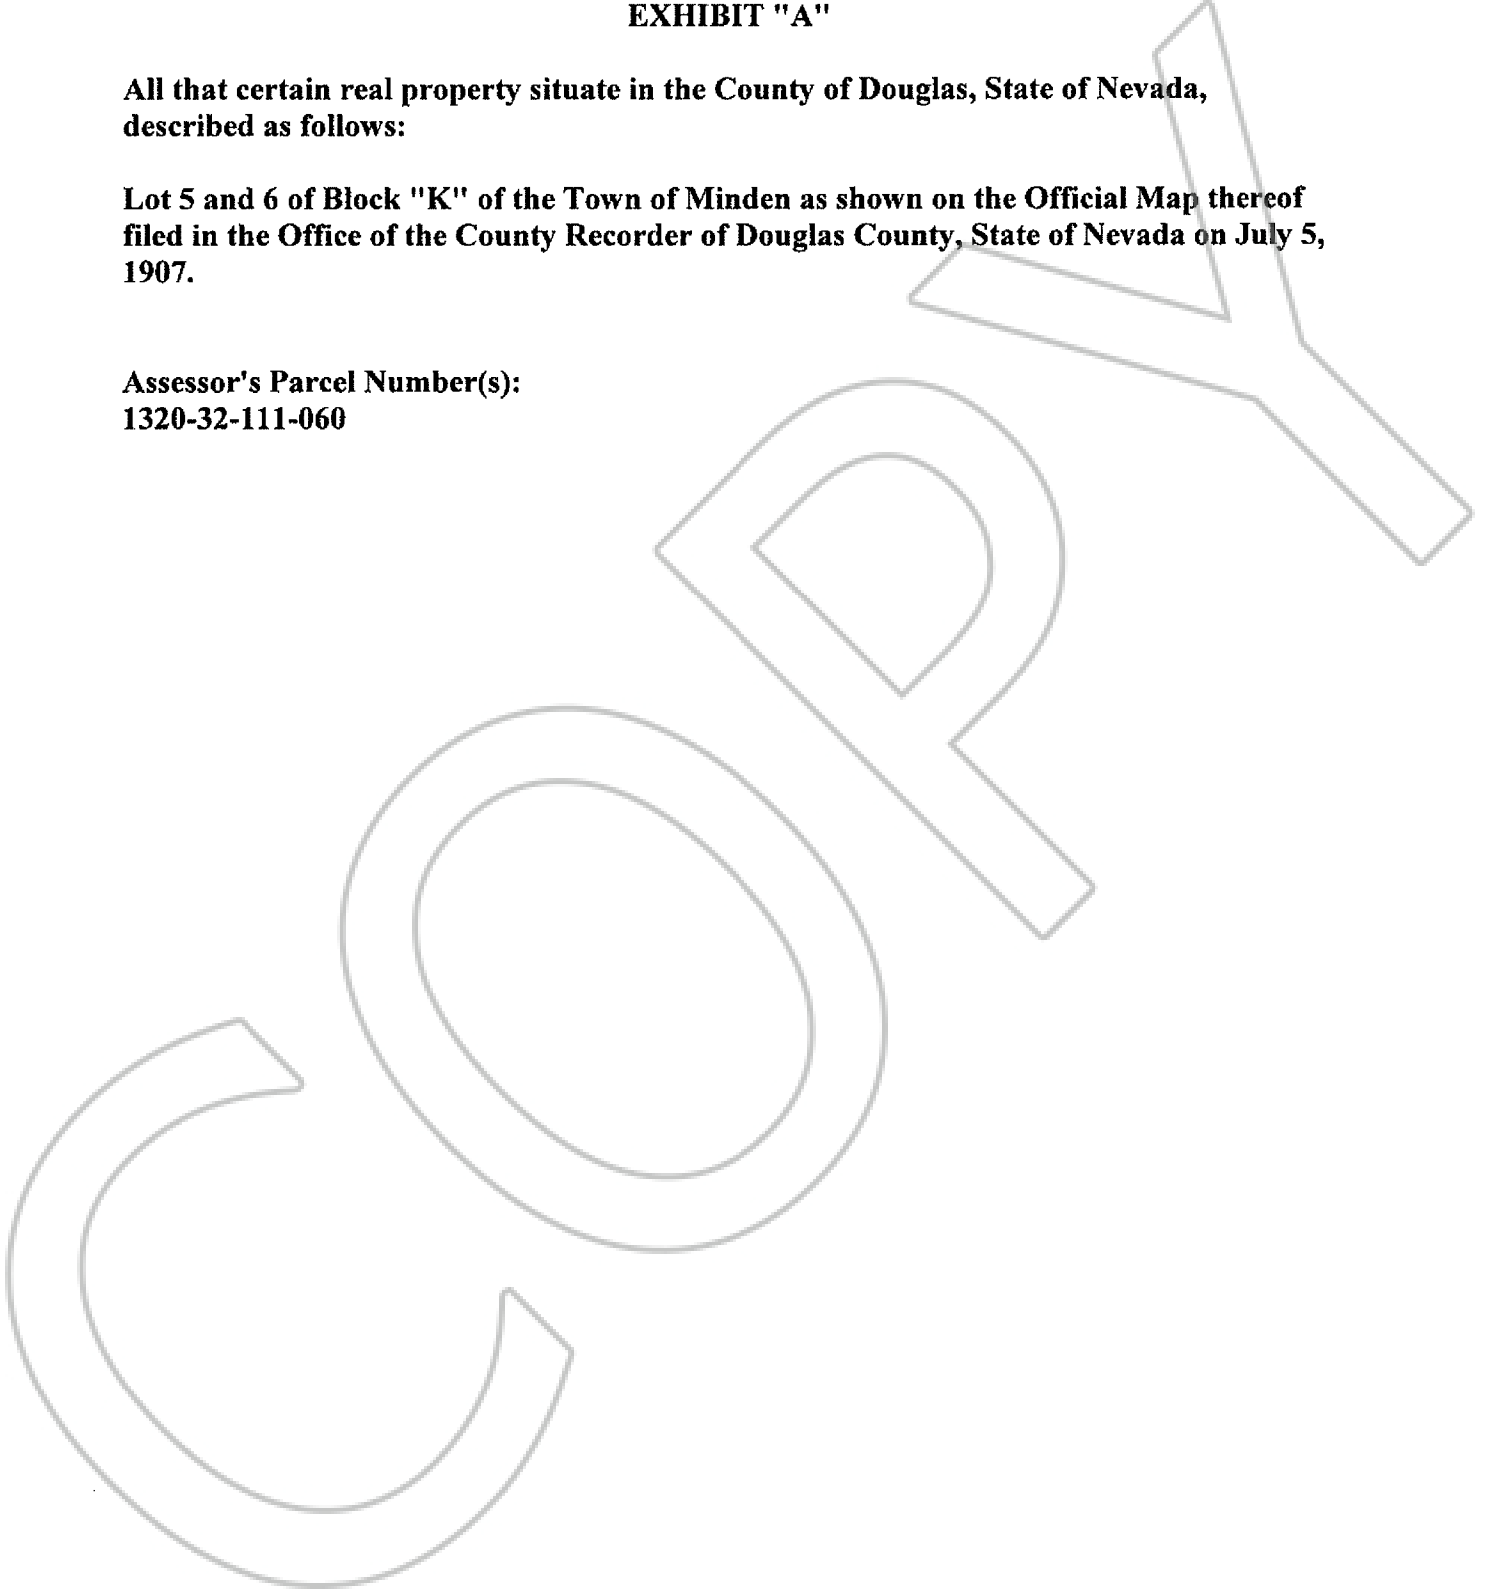 EXHIBIT "A"
All that certain real property situate in the County of Douglas, State of Nevada,
described as follows:
Lot 5 and 6 of Block "K" of the Town of Minden as shown on the Official Map thereof
filed in the Office of the County Recorder of Douglas County, State of Nevada on July 5,
1907.
Assessor's Parcel Number(s):
1320-32-111-060
COPY